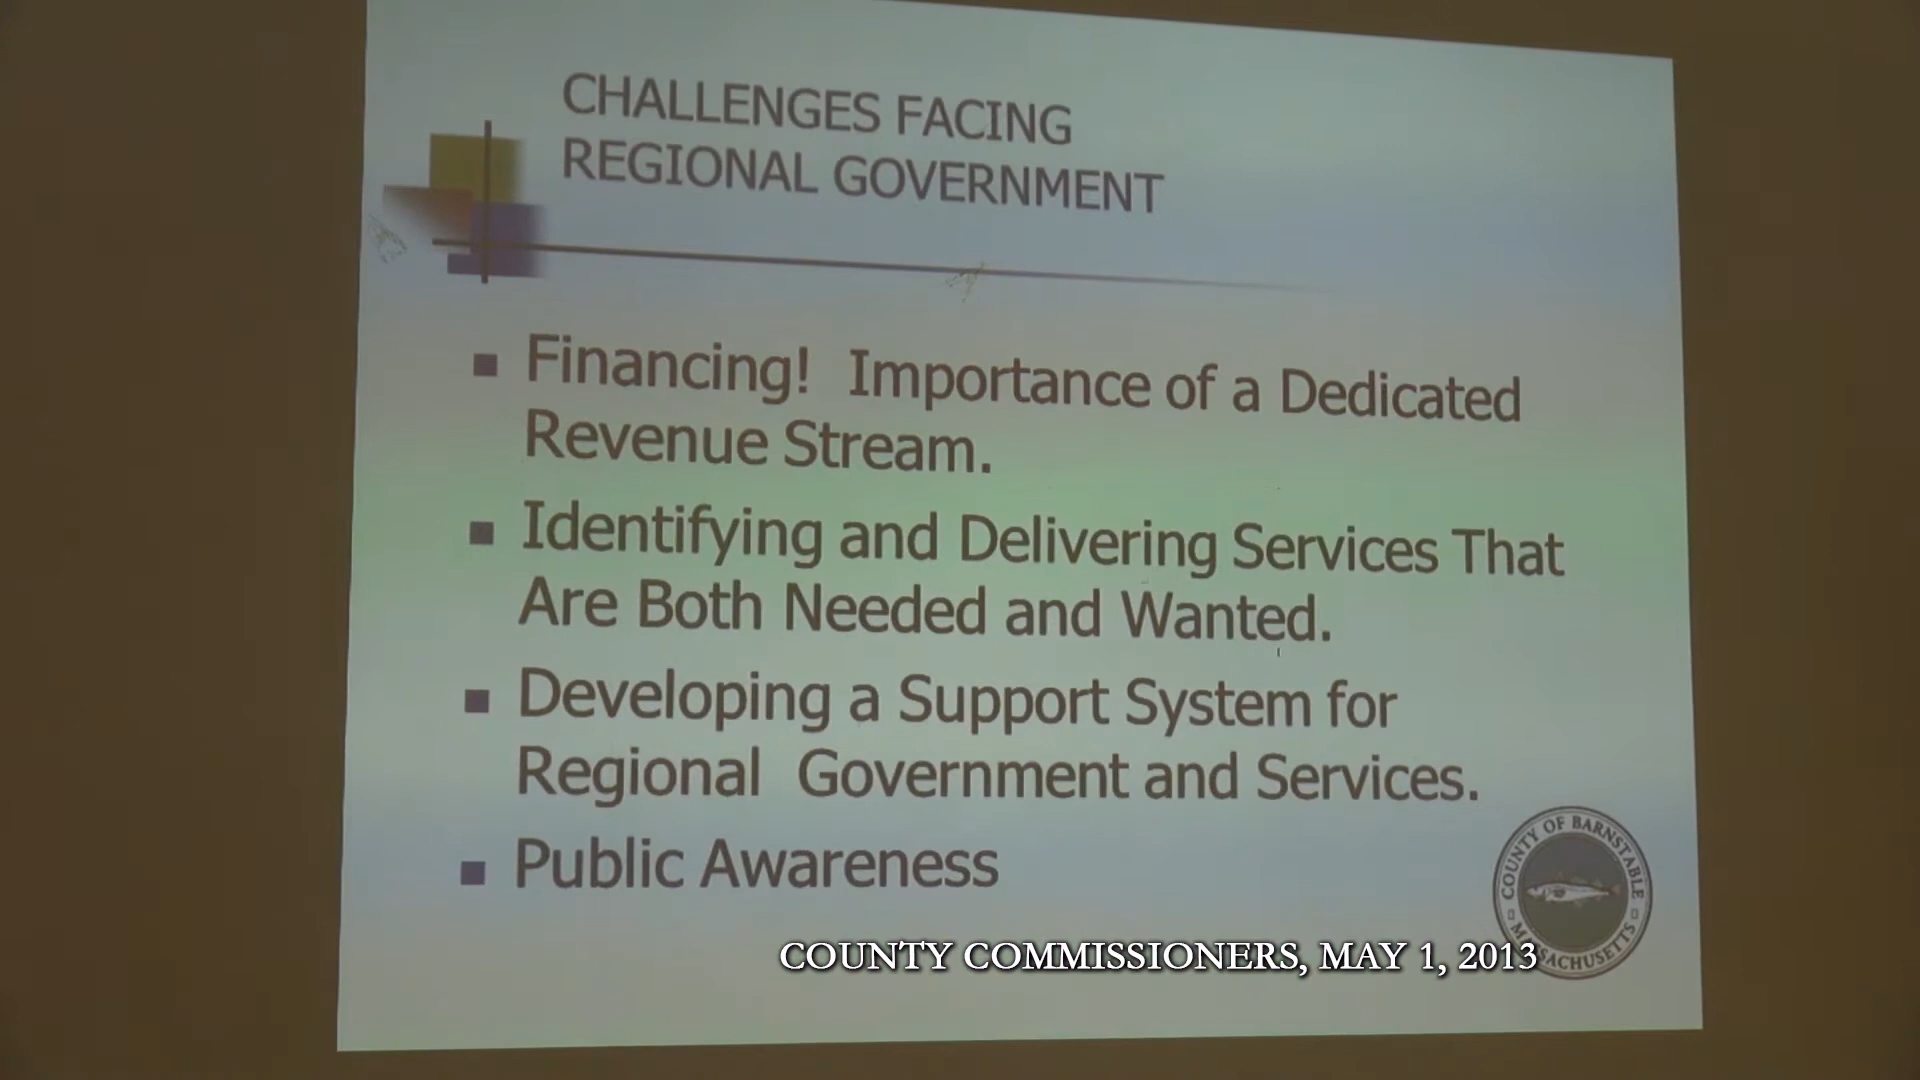 CHALLENGES FACING
REGIONAL GOVERNMENT
Financing! Importance of a Dedicated
Revenue Stream.
Identifying and Delivering Services That
Are Both Needed and Wanted.
Developing a Support System for
Regional Government and Services.
Public Awareness
COUNTY OF BARNSTABLE
MASSACHUSETTS
COUNTY COMMISSIONERS, MAY 1, 2013